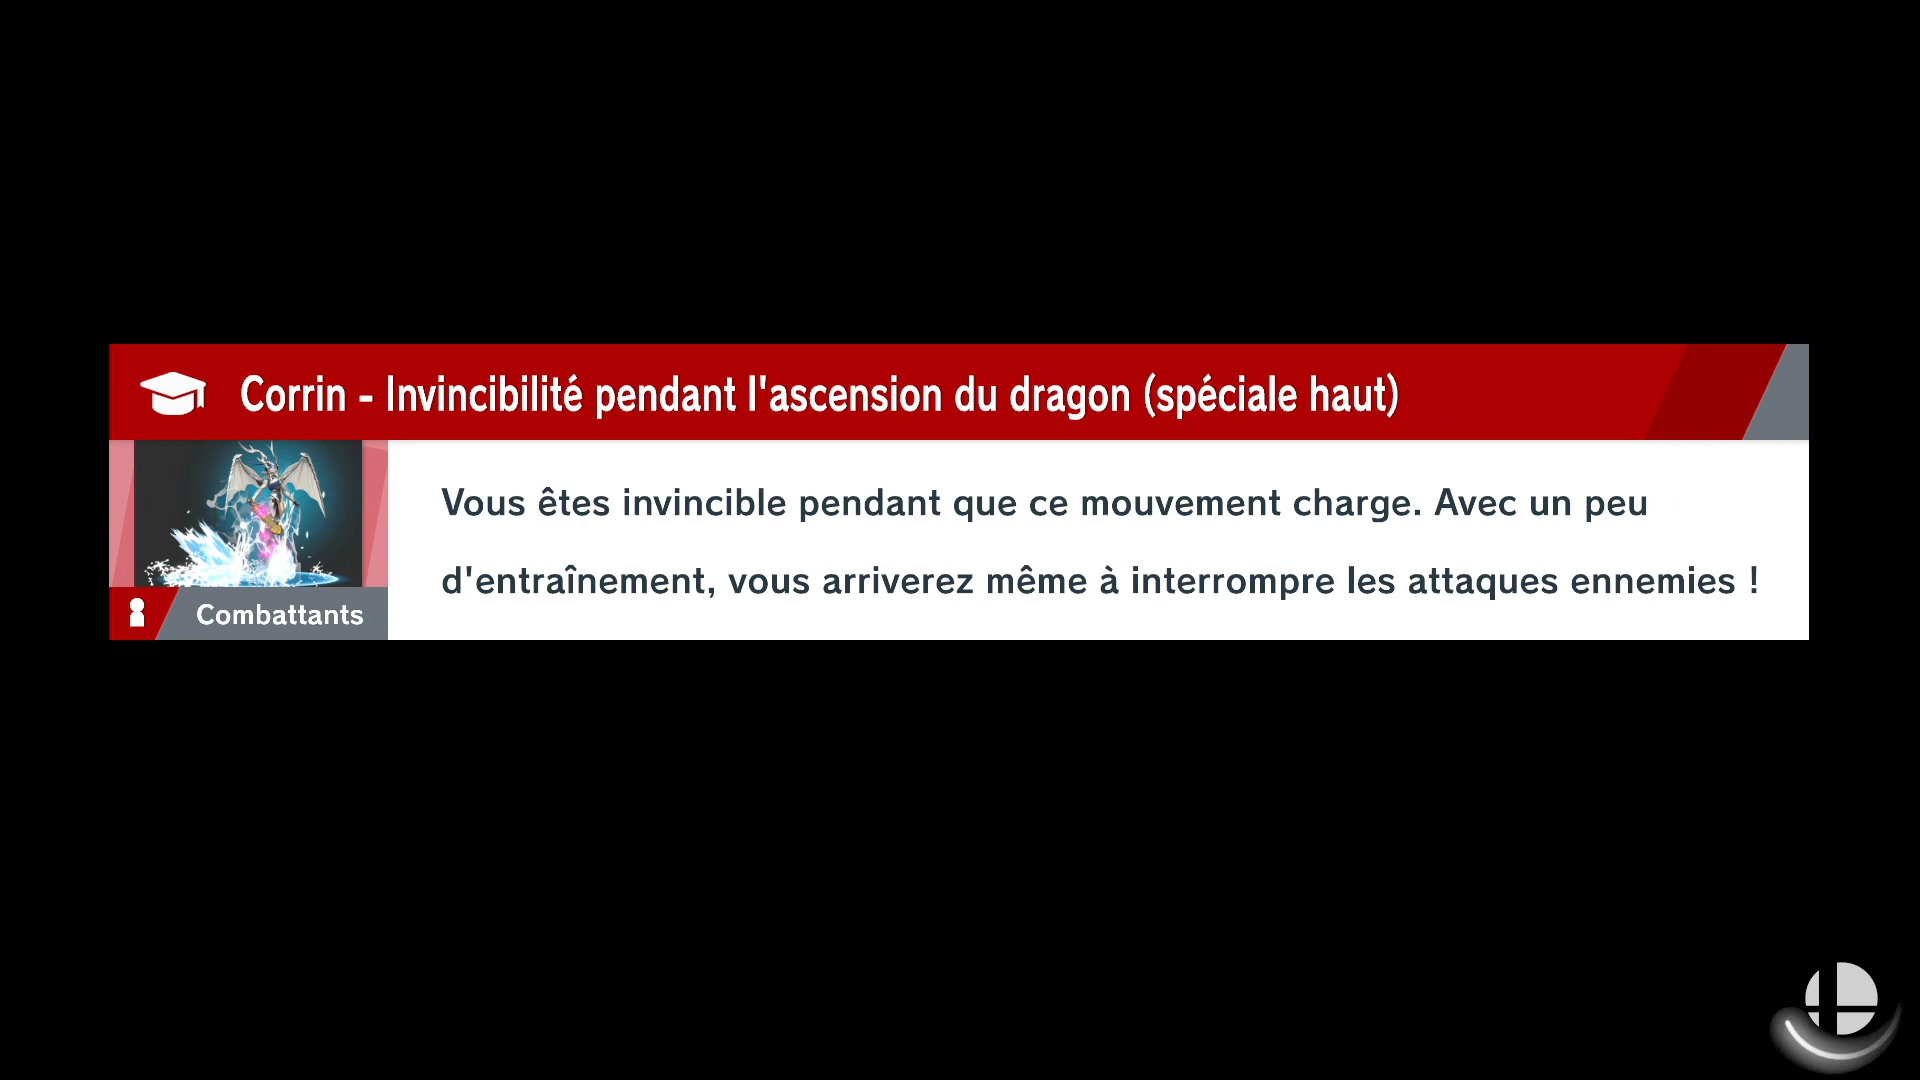 Corrin – Invincibilité pendant l'ascension du dragon (spéciale haut)
Vous êtes invincible pendant que ce mouvement charge. Avec un peu
d'entraînement, vous arriverez même à interrompre les attaques ennemies !
Combattants